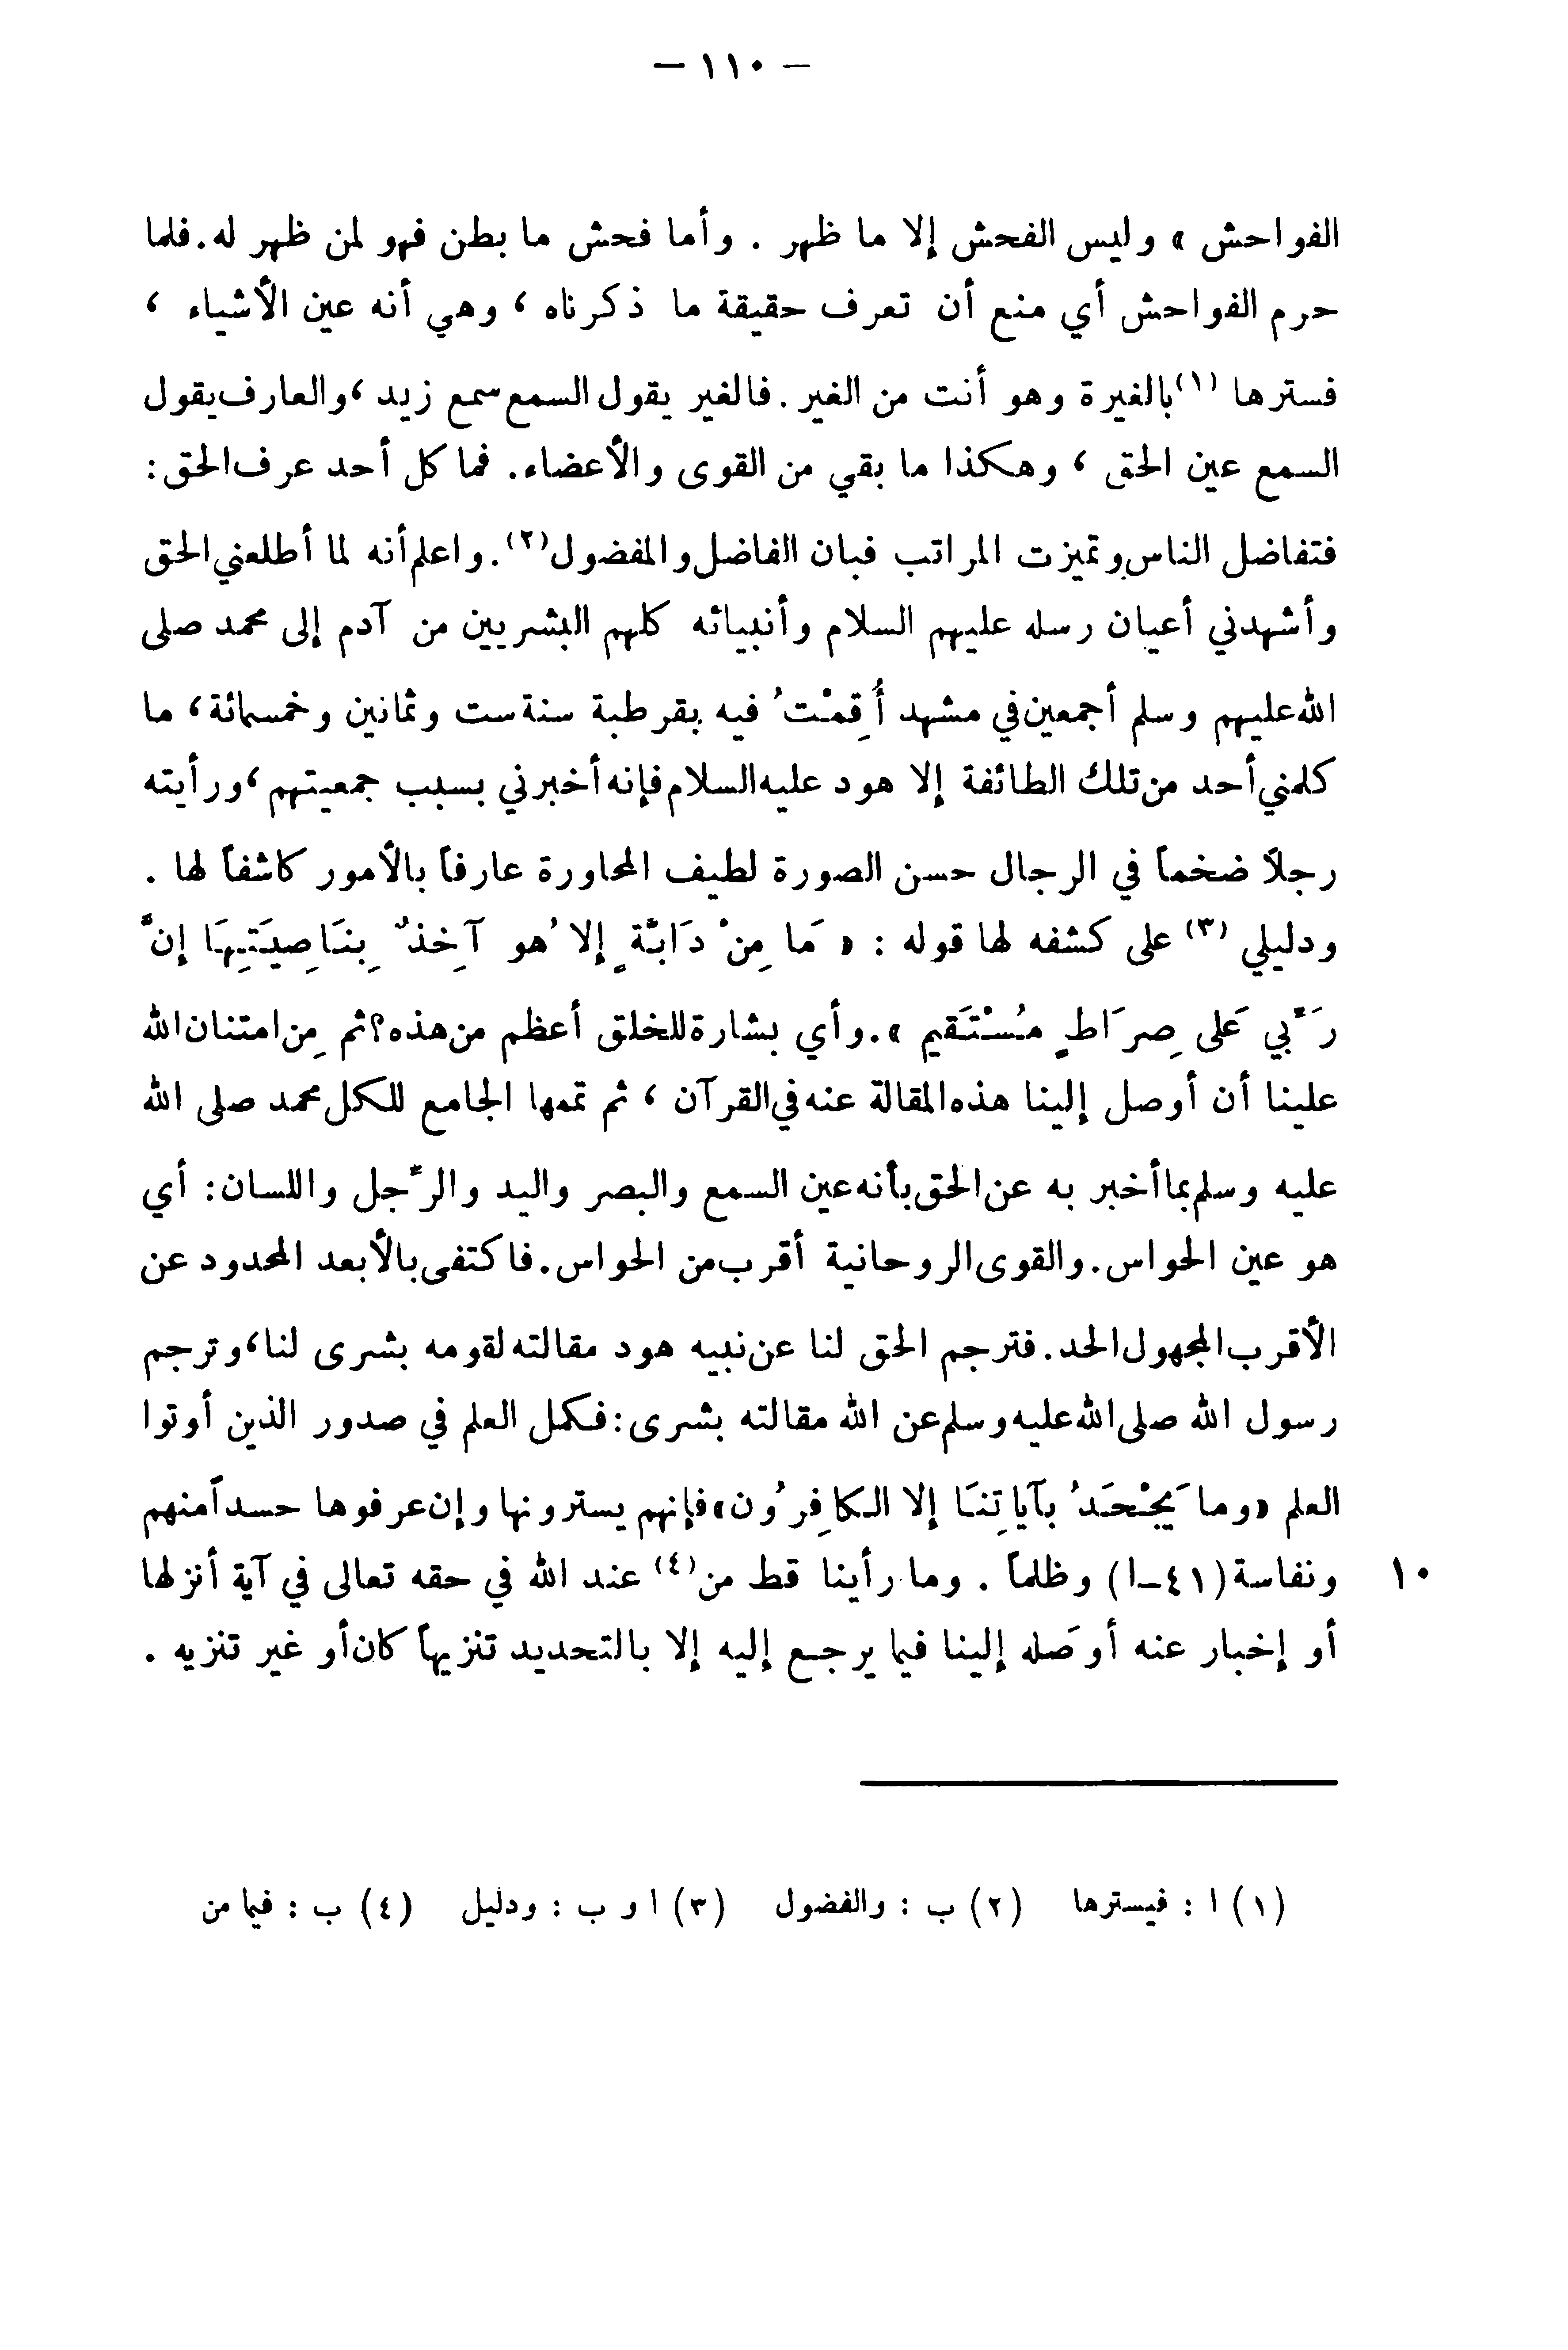 — ١١٠ —
الفواحش » وليس الفحش إلا ما ظهر . وأما فحش ما بطن فهو لمن ظهر له . فلما
حرم الفواحش أي منع أن تعرف حقيقة ما ذكرناه ، وهي أنه عين الأشياء ،
فسترها (١) بالغيرة وهو أنت من الغير . فالغير يقول السمع سمع زيد ، والعارف يقول
السمع عين الحق ، وهكذا ما بقي من القوى والأعضاء . فما كل أحد عرف الحق :
فتفاضل الناس وتميزت المراتب فبان الفاضل والمفضول (٢) . واعلم أنه لما أطلعني الحق
وأشهدني أعيان رسله عليهم السلام وأنبيائه كلهم البشريين من آدم إلى محمد صلى
الله عليهم وسلم أجمعين في مشهد أُقِمْتُ فيه بقرطبة سنة ست وثمانين وخمسمائة ، ما
كلمني أحد من تلك الطائفة إلا هود عليه السلام فإنه أخبرني بسبب جمعيتهم ، ورأيته
رجلاً ضخماً في الرجال حسن الصورة لطيف المحاورة عارفاً بالأمور كاشفاً لها .
ودليلي (٣) على كشفه لها قوله : « مَا مِنْ دَابَّةٍ إلا هُو آخِذٌ بِنَاصِيَتِهَا إنَّ
رَبِّي عَلى صِرَاطٍ مُسْتَقيم » . وأي بشارة للخلق أعظم من هذه ؟ ثم مِن امتنان الله
علينا أن أوصل إلينا هذه المقالة عنه في القرآن ، ثم تممها الجامع للكل محمد صلى الله
عليه وسلم بما أخبر به عن الحق بأنه عين السمع والبصر واليد والرِّجل واللسان : أي
هو عين الحواس . والقوى الروحانية أقرب من الحواس . فاكتفى بالأبعد المحدود عن
الأقرب المجهول الحد . فترجم الحق لنا عن نبيه هود مقالته لقومه بشرى لنا ، وترجم
رسول الله صلى الله عليه وسلم عن الله مقالته بشرى : فكمل العلم في صدور الذين أوتوا
العلم « وما يَجْحَدُ بآيَاتِنَا إلا الكافِرُون » فإنهم يسترونها وإن عرفوها حسداً منهم
ونفاسة (٤١-ا) وظلماً . وما رأينا قط من (٤) عند الله في حقه تعالى في آية أنزلها ١٠
أو إخبار عنه أوصَله إلينا فيما يرجع إليه إلا بالتحديد تنزيهاً كان أو غير تنزيه .
(١) ا : فيسترها (٢) ب : والفضول (٣) ا و ب : ودليل (٤) ب : فيما من